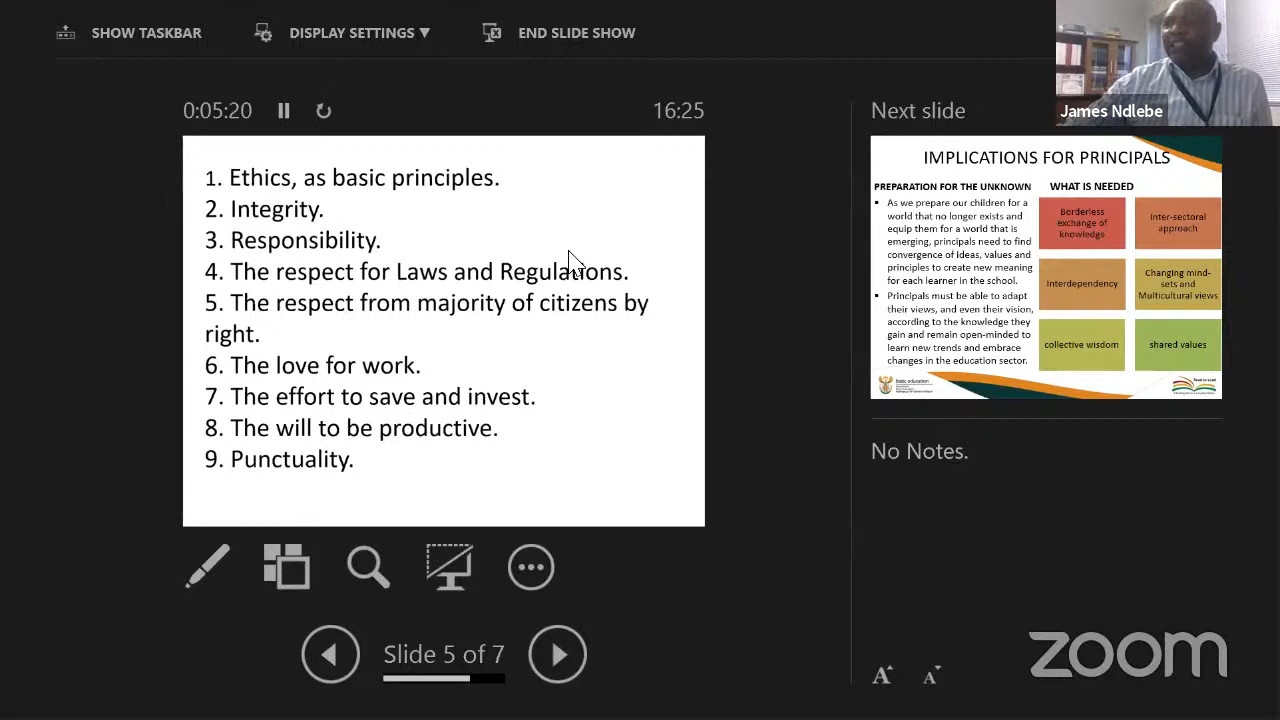 SHOW TASKBAR
DISPLAY SETTINGS ▼
END SLIDE SHOW
James Ndlebe
0:05:20
16:25
1. Ethics, as basic principles.
2. Integrity.
3. Responsibility.
4. The respect for Laws and Regulations.
5. The respect from majority of citizens by
right.
6. The love for work.
7. The effort to save and invest.
8. The will to be productive.
9. Punctuality.
Slide 5 of 7
Next slide
IMPLICATIONS FOR PRINCIPALS
PREPARATION FOR THE UNKNOWN
▪ As we prepare our children for a
world that no longer exists and
equip them for a world that is
emerging, principals need to find
convergence of ideas, values and
principles to create new meaning
for each learner in the school.
▪ Principals must be able to adapt
their views, and even their vision,
according to the knowledge they
gain and remain open-minded to
learn new trends and embrace
changes in the education sector.
WHAT IS NEEDED
Borderless
exchange of
knowledge
Inter-sectoral
approach
Interdependency
Changing mind-
sets and
Multicultural views
collective wisdom
shared values
basic education
Read to Lead
No Notes.
A A
zoom